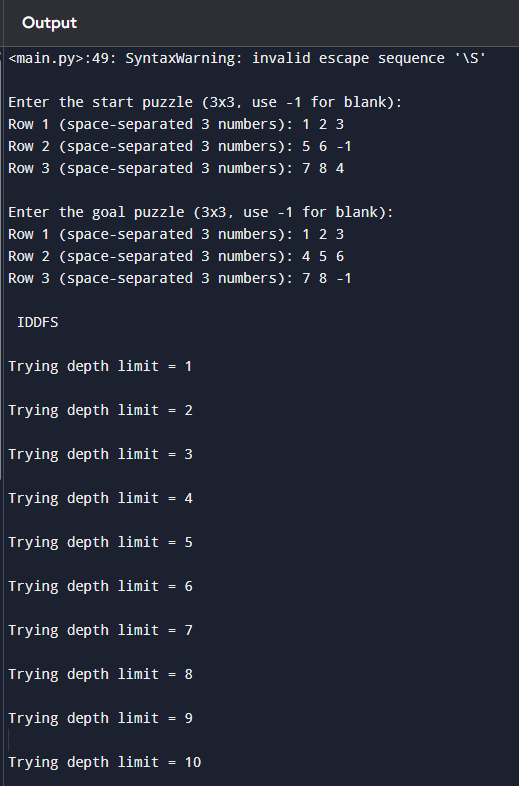 Output
<main.py>:49: SyntaxWarning: invalid escape sequence '\S'
Enter the start puzzle (3x3, use -1 for blank):
Row 1 (space-separated 3 numbers): 1 2 3
Row 2 (space-separated 3 numbers): 5 6 -1
Row 3 (space-separated 3 numbers): 7 8 4
Enter the goal puzzle (3x3, use -1 for blank):
Row 1 (space-separated 3 numbers): 1 2 3
Row 2 (space-separated 3 numbers): 4 5 6
Row 3 (space-separated 3 numbers): 7 8 -1
IDDFS
Trying depth limit = 1
Trying depth limit = 2
Trying depth limit = 3
Trying depth limit = 4
Trying depth limit = 5
Trying depth limit = 6
Trying depth limit = 7
Trying depth limit = 8
Trying depth limit = 9
Trying depth limit = 10